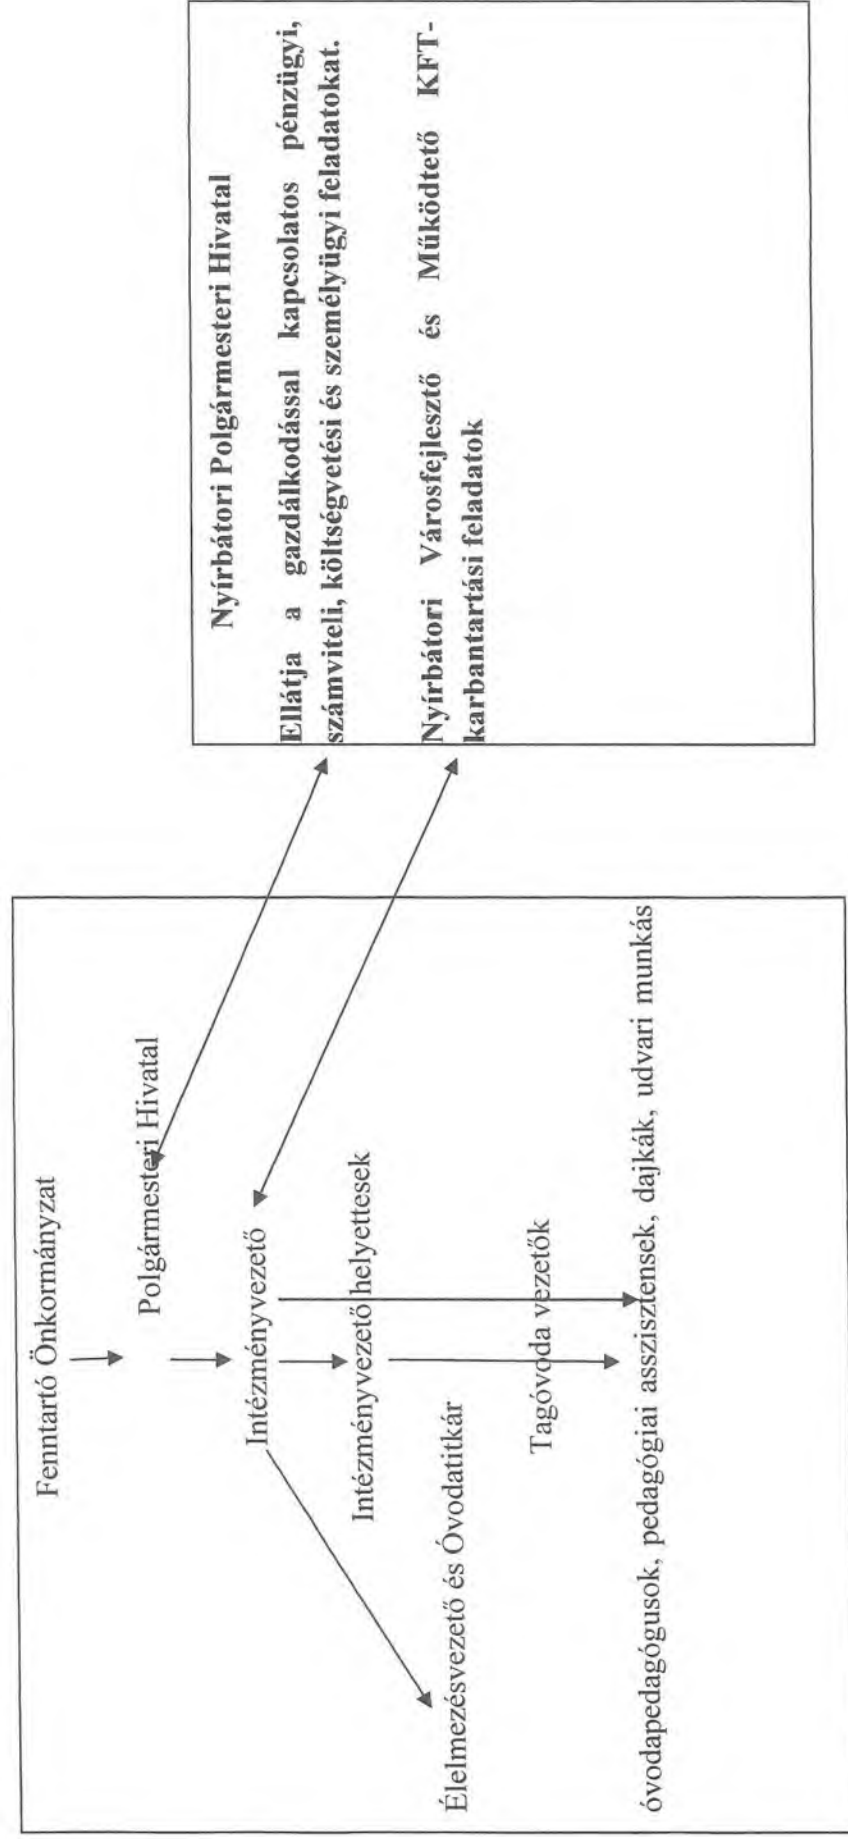 Fenntartó Önkormányzat
Polgármesteri Hivatal
Intézményvezető
Intézményvezető helyettesek
Élelmezésvezető és Óvodatitkár
Tagóvoda vezetők
óvodapedagógusok, pedagógiai asszisztensek, dajkák, udvari munkás
Nyírbátori Polgármesteri Hivatal
Ellátja a gazdálkodással kapcsolatos pénzügyi,
számviteli, költségvetési és személyügyi feladatokat.
Nyírbátori Városfejlesztő és Működtető KFT-
karbantartási feladatok